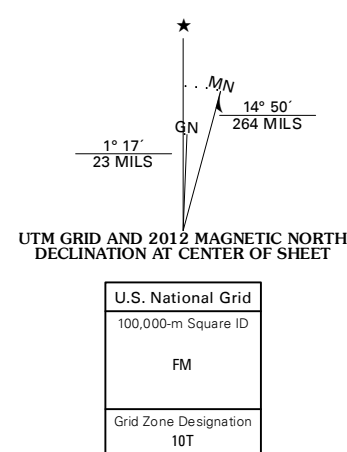 ★
MN
GN
14° 50´
264 MILS
1° 17´
23 MILS
UTM GRID AND 2012 MAGNETIC NORTH
DECLINATION AT CENTER OF SHEET
U.S. National Grid
100,000-m Square ID
FM
Grid Zone Designation
10T